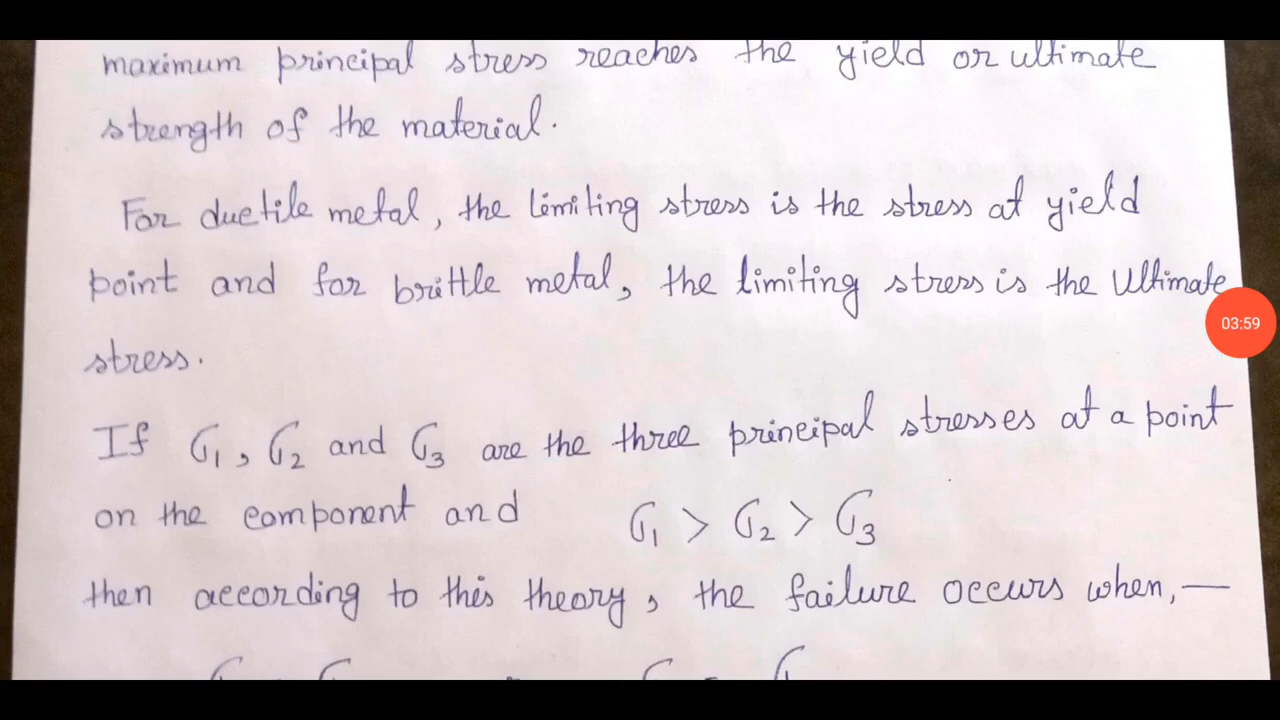 maximum principal stress reaches the yield or ultimate
strength of the material.
For ductile metal, the limiting stress is the stress at yield
point and for brittle metal, the limiting stress is the Ultimate
stress.
03:59
If σ1, σ2 and σ3 are the three principal stresses at a point
on the component and σ1 > σ2 > σ3
then according to this theory, the failure occurs when,—